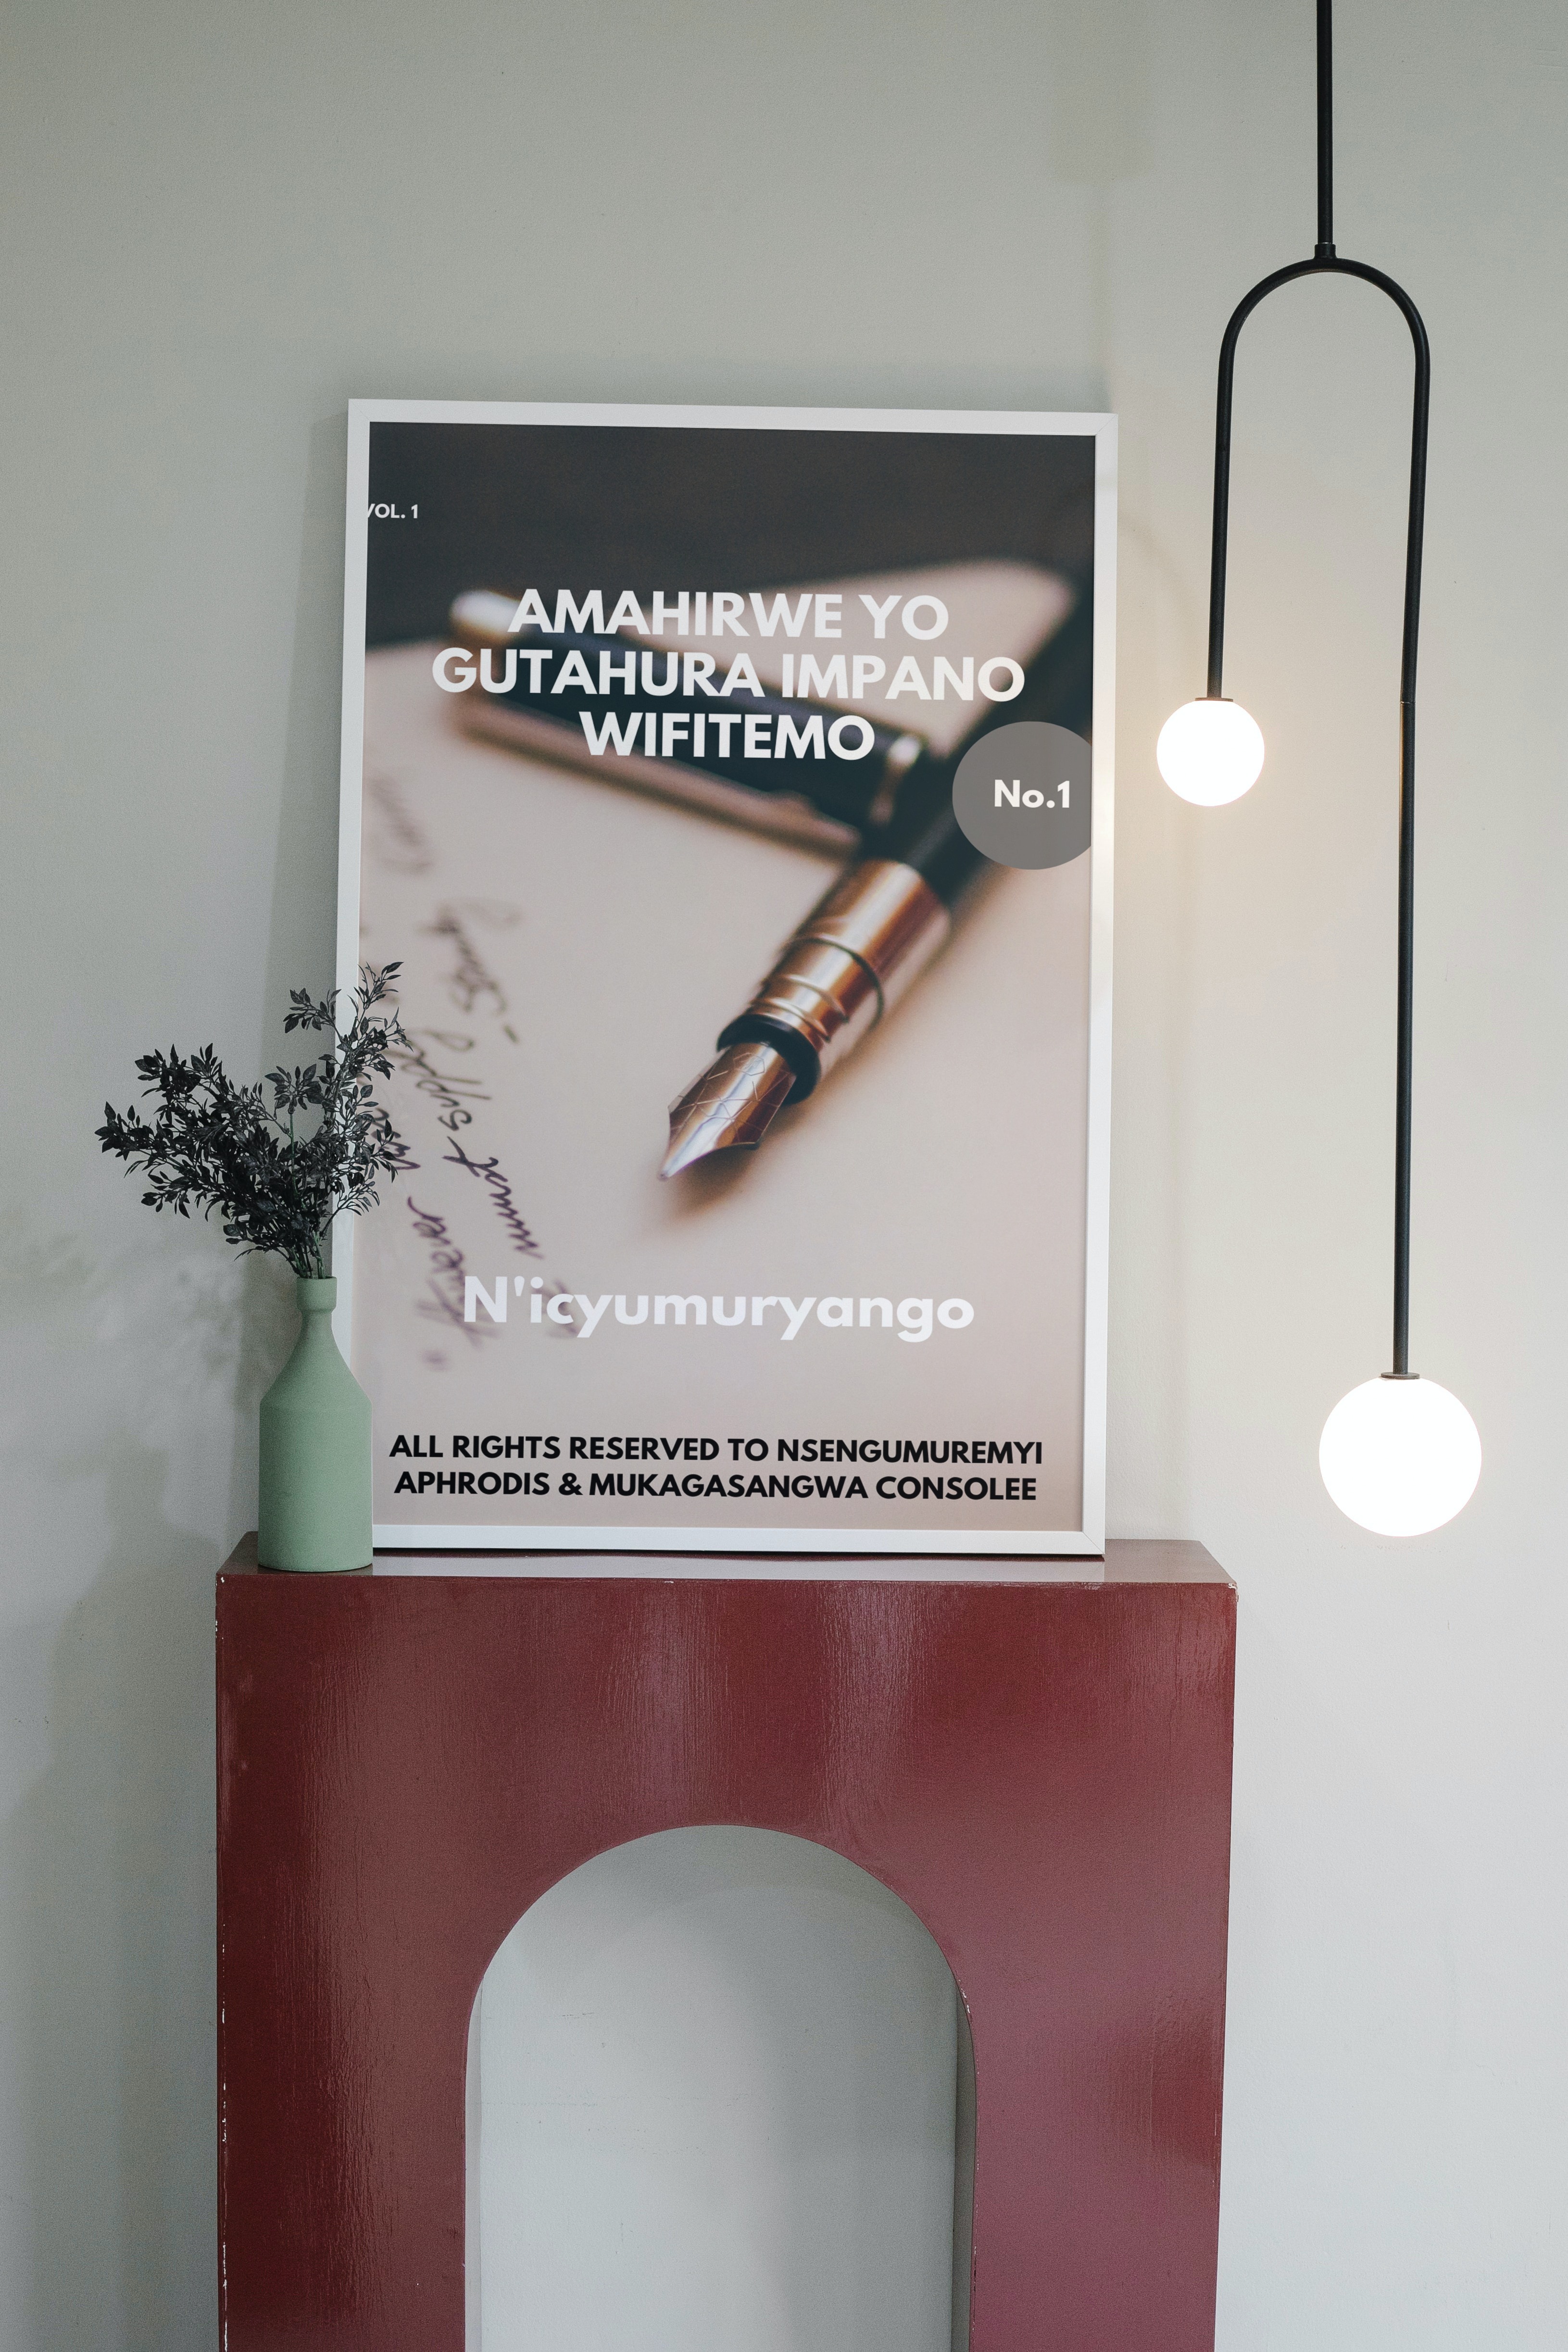 VOL. 1
AMAHIRWE YO
GUTAHURA IMPANO
WIFITEMO
No.1
N'icyumuryango
ALL RIGHTS RESERVED TO NSENGUMUREMYI
APHRODIS & MUKAGASANGWA CONSOLEE